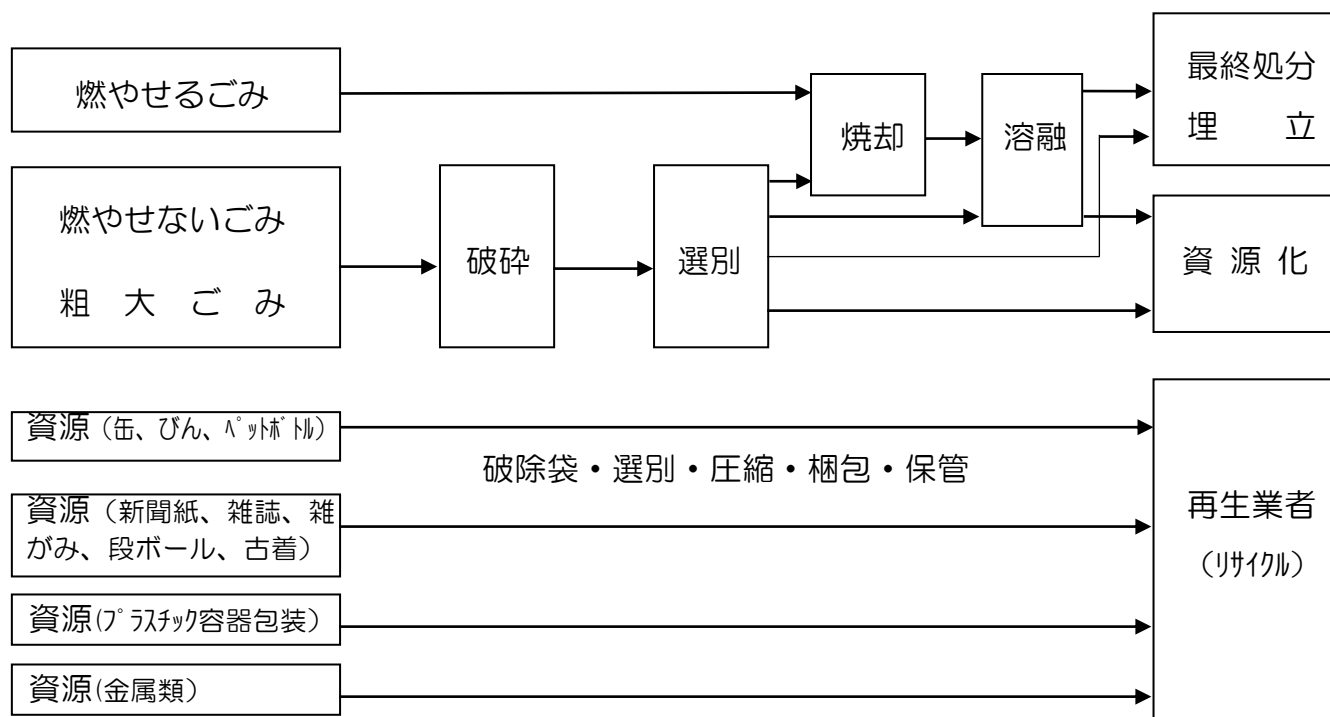 燃やせるごみ
燃やせないごみ
粗 大 ご み
破砕
選別
焼却
溶融
最終処分
埋 立
資 源 化
資源（缶、びん、ﾍﾟｯﾄﾎﾞﾄﾙ）
破除袋・選別・圧縮・梱包・保管
資源（新聞紙、雑誌、雑
がみ、段ボール、古着）
資源(ﾌﾟﾗｽﾁｯｸ容器包装）
資源(金属類）
再生業者
（ﾘｻｲｸﾙ）